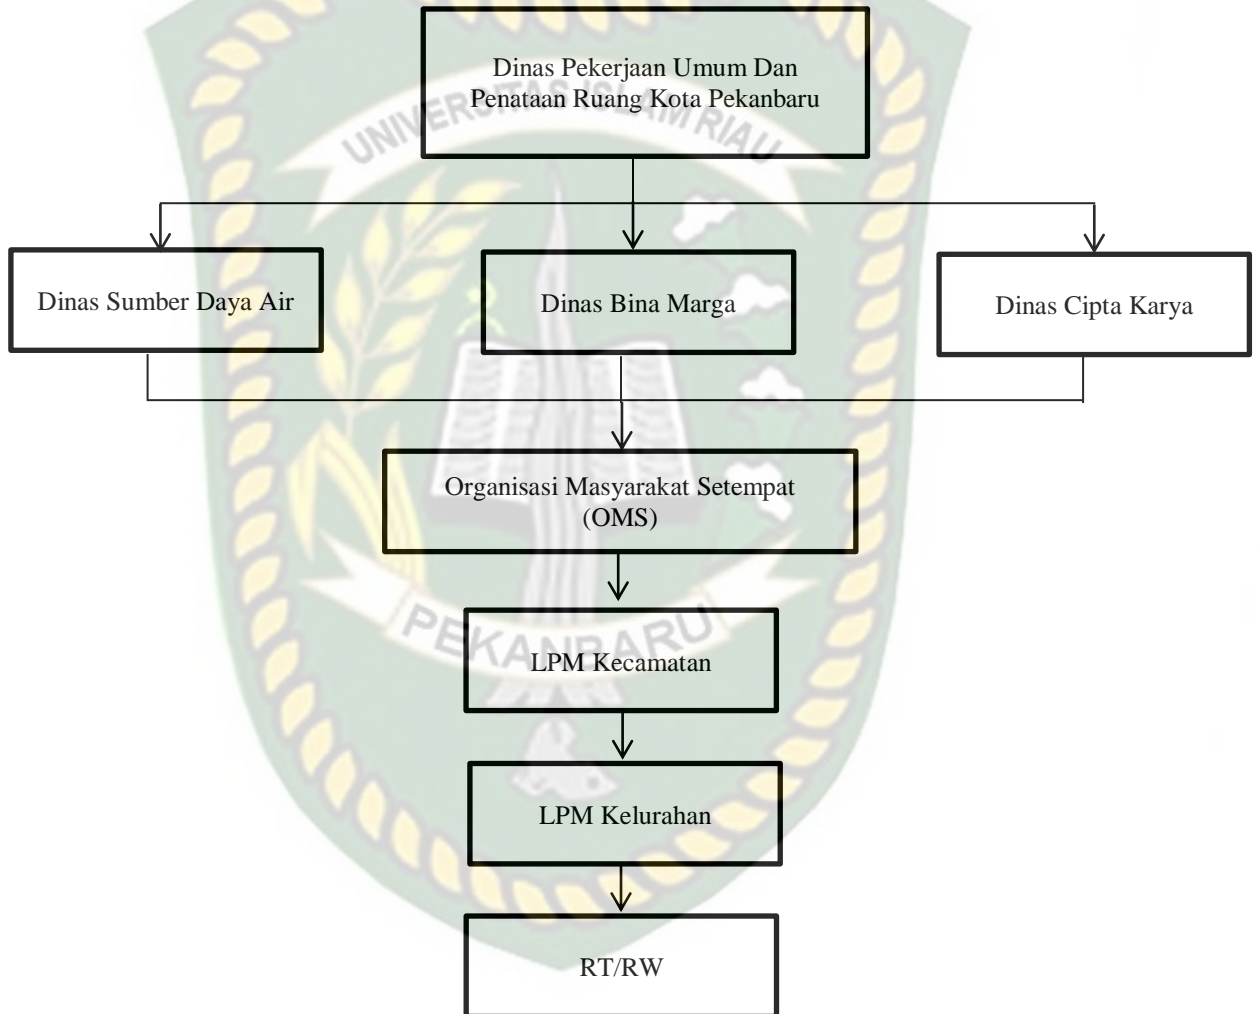 Dinas Pekerjaan Umum Dan
Penataan Ruang Kota Pekanbaru
UNIVERSITAS ISLAM RIAU
Dinas Sumber Daya Air
Dinas Bina Marga
Dinas Cipta Karya
Organisasi Masyarakat Setempat
(OMS)
PEKANBARU
LPM Kecamatan
LPM Kelurahan
RT/RW